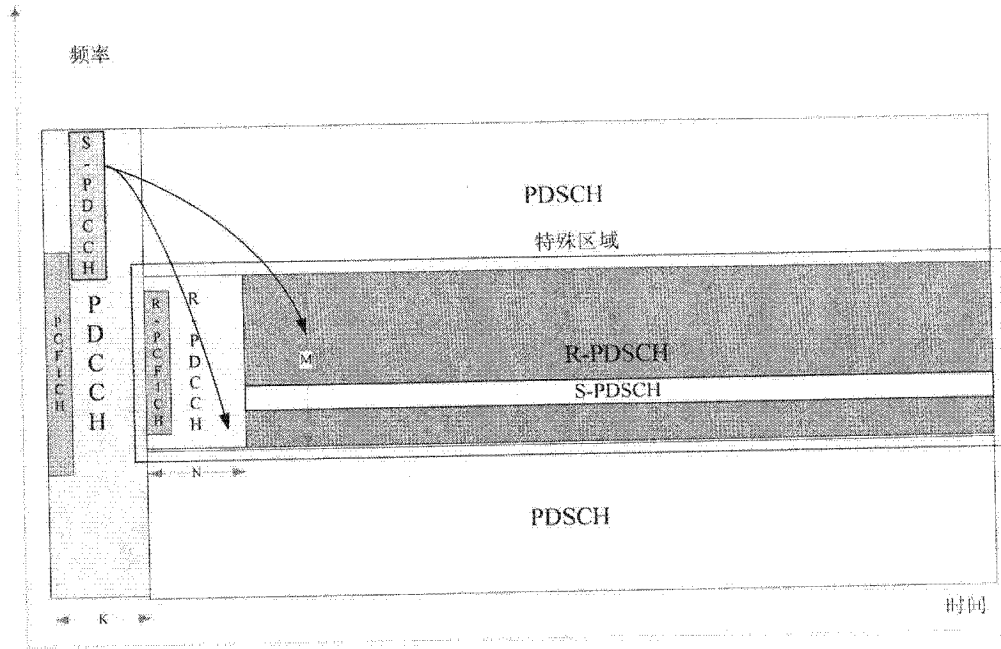 频率
S-PDCCH
PDSCH
特殊区域
PCFICH
PDCCH
R-PCFICH
R-PDCCH
M
R-PDSCH
S-PDSCH
N
PDSCH
K
时间